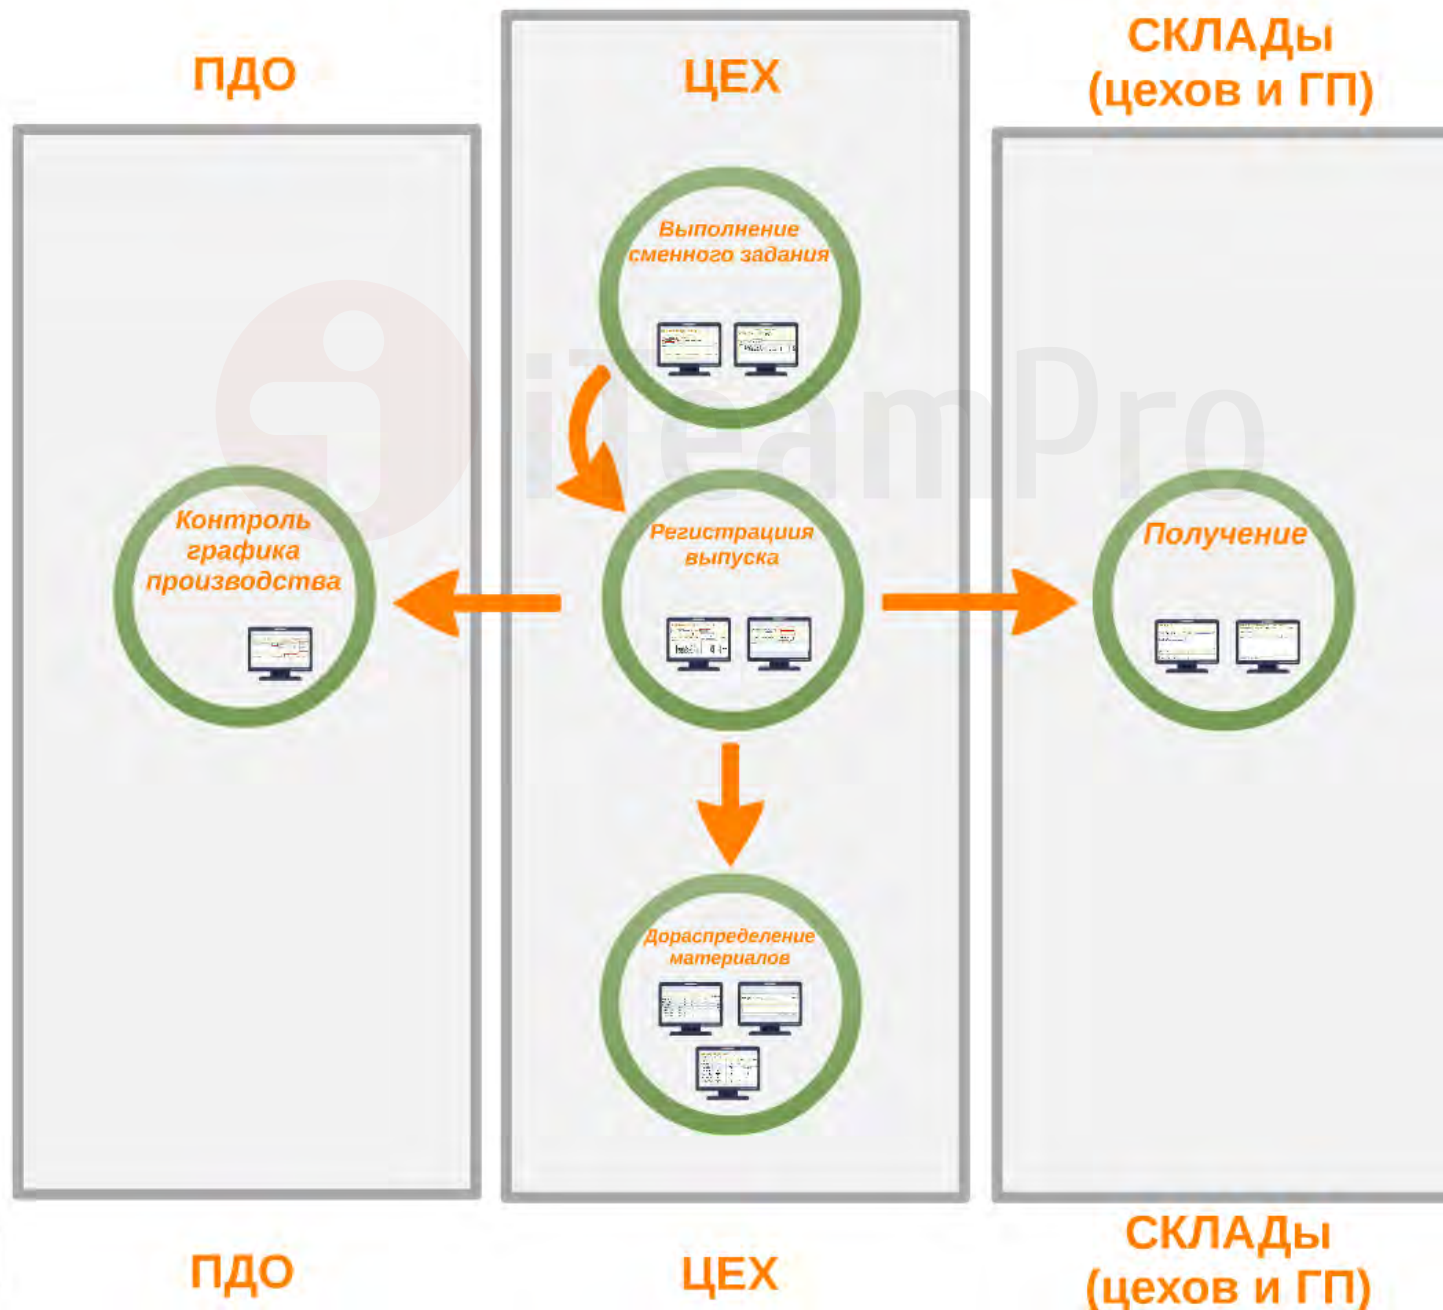 ПДО
ЦЕХ
СКЛАДы
(цехов и ГП)
Выполнение
сменного задания
iTeamPro
Контроль
графика
производства
Регистрациия
выпуска
Получение
Дораспределение
материалов
ПДО
ЦЕХ
СКЛАДы
(цехов и ГП)